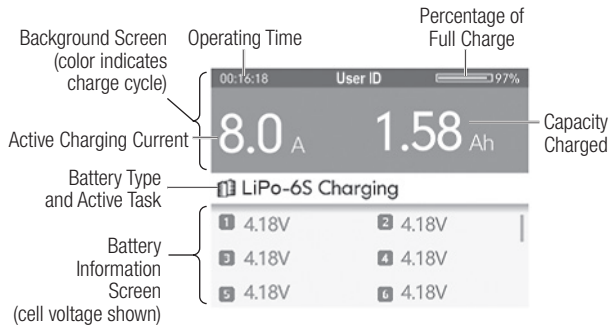 Percentage of
Full Charge
Background Screen
(color indicates
charge cycle)
Operating Time
00:16:18 User ID 97%
8.0 A 1.58 Ah
Active Charging Current
Capacity
Charged
Battery Type
and Active Task
LiPo-6S Charging
1 4.18V 2 4.18V
3 4.18V 4 4.18V
5 4.18V 6 4.18V
Battery
Information
Screen
(cell voltage shown)